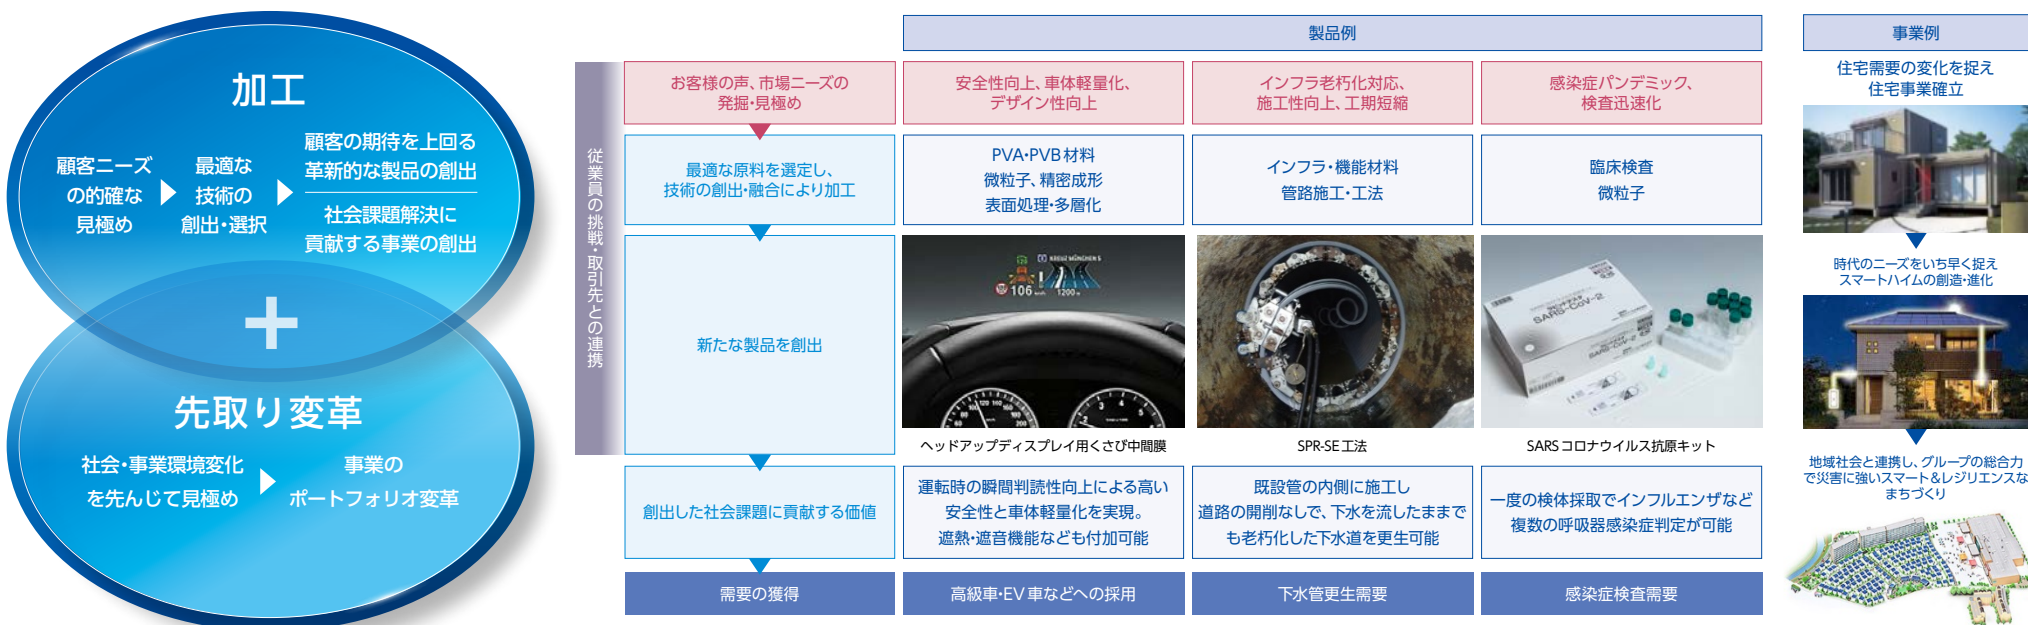 加工
顧客ニーズ
の的確な
見極め
最適な
技術の
創出・選択
顧客の期待を上回る
革新的な製品の創出
社会課題解決に
貢献する事業の創出
+
先取り変革
社会・事業環境変化
を先んじて見極め
事業の
ポートフォリオ変革
従業員の挑戦・取引先との連携
製品例
お客様の声、市場ニーズの
発掘・見極め
安全性向上、車体軽量化、
デザイン性向上
インフラ老朽化対応、
施工性向上、工期短縮
感染症パンデミック、
検査迅速化
最適な原料を選定し、
技術の創出・融合により加工
PVA・PVB材料
微粒子、精密成形
表面処理・多層化
インフラ・機能材料
管路施工・工法
臨床検査
微粒子
新たな製品を創出
KREUZ MÜNCHEN S
106 km/h
1200 m
SARS-CoV-2
SARS-CoV-2
ヘッドアップディスプレイ用くさび中間膜
SPR-SE工法
SARSコロナウイルス抗原キット
創出した社会課題に貢献する価値
運転時の瞬間判読性向上による高い
安全性と車体軽量化を実現。
遮熱・遮音機能なども付加可能
既設管の内側に施工し
道路の開削なしで、下水を流したままで
も老朽化した下水道を更生可能
一度の検体採取でインフルエンザなど
複数の呼吸器感染症判定が可能
需要の獲得
高級車・EV車などへの採用
下水管更生需要
感染症検査需要
事業例
住宅需要の変化を捉え
住宅事業確立
時代のニーズをいち早く捉え
スマートハイムの創造・進化
地域社会と連携し、グループの総合力
で災害に強いスマート&レジリエンスな
まちづくり